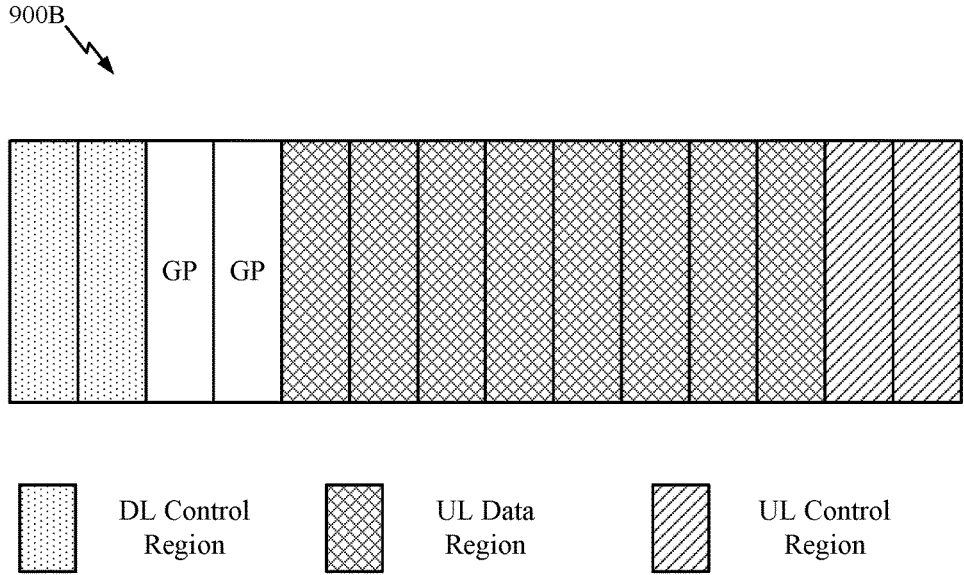 900B
GP GP
DL Control
Region
UL Data
Region
UL Control
Region